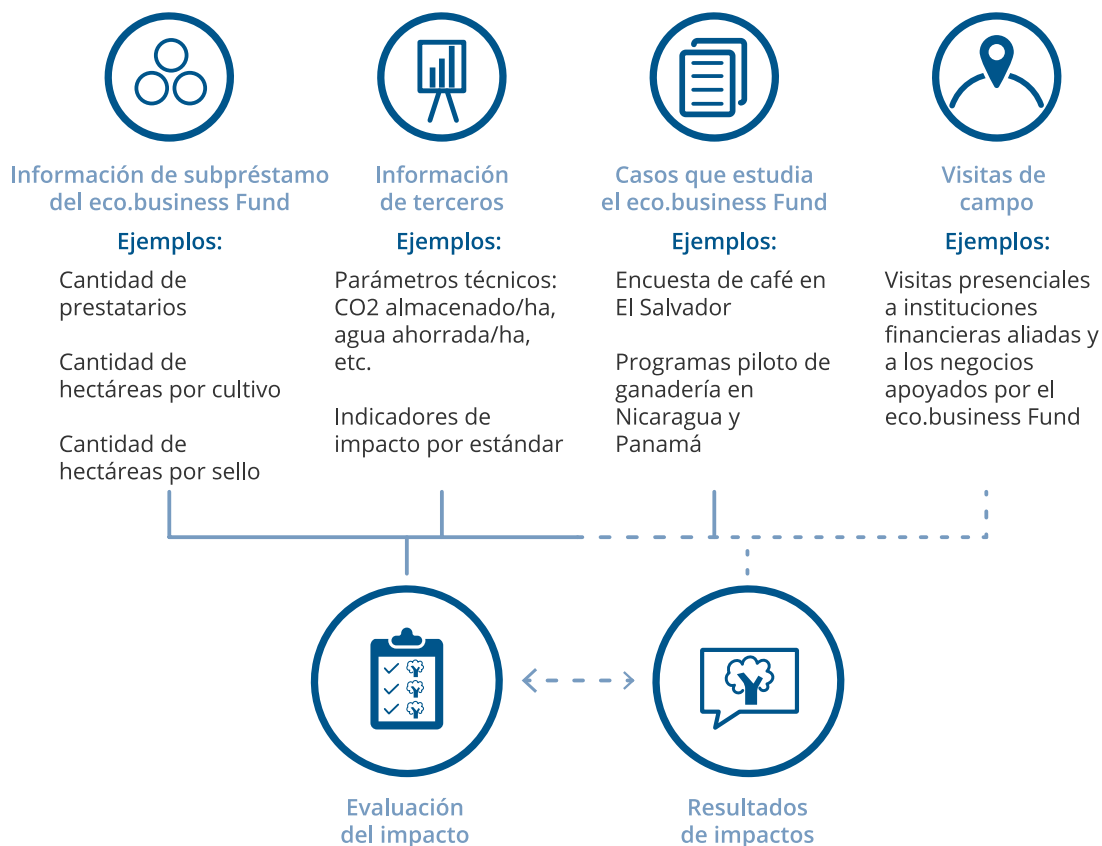 Información de subpréstamo
del eco.business Fund
Ejemplos:
Cantidad de
prestatarios
Cantidad de
hectáreas por cultivo
Cantidad de
hectáreas por sello
Información
de terceros
Ejemplos:
Parámetros técnicos:
CO2 almacenado/ha,
agua ahorrada/ha,
etc.
Indicadores de
impacto por estándar
Casos que estudia
el eco.business Fund
Ejemplos:
Encuesta de café en
El Salvador
Programas piloto de
ganadería en
Nicaragua y
Panamá
Visitas de
campo
Ejemplos:
Visitas presenciales
a instituciones
financieras aliadas y
a los negocios
apoyados por el
eco.business Fund
Evaluación
del impacto
Resultados
de impactos